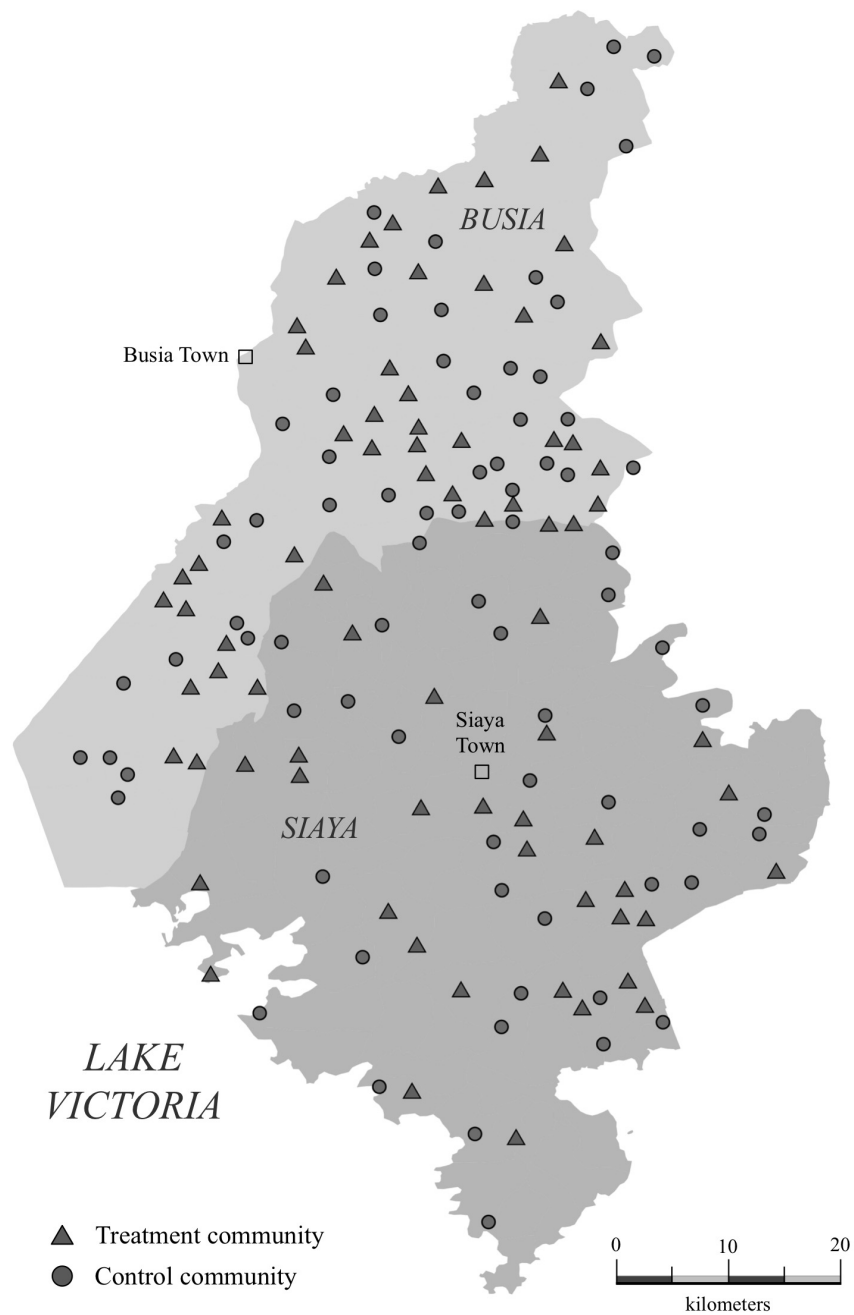 BUSIA
Busia Town
Siaya
Town
SIAYA
LAKE
VICTORIA
Treatment community
Control community
0 10 20
kilometers